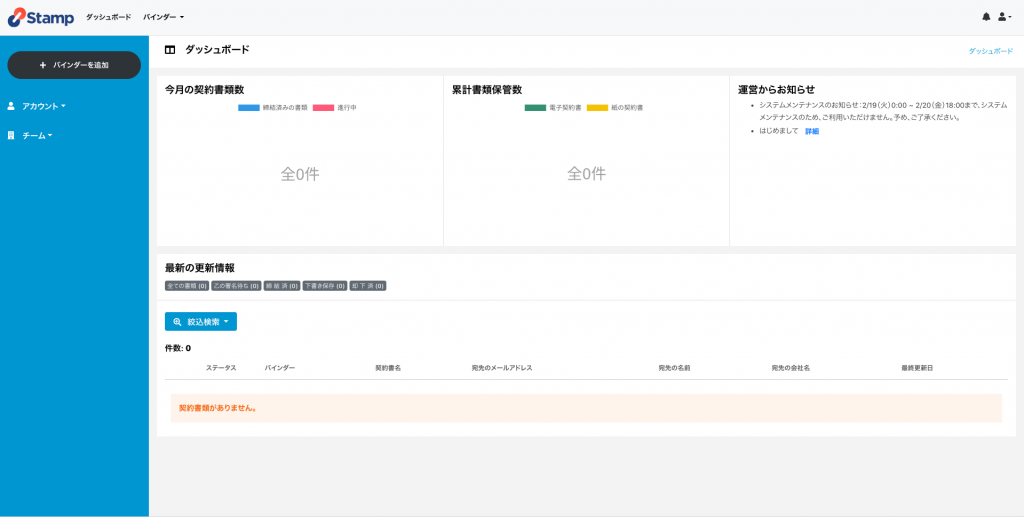 Stamp ダッシュボード バインダー
バインダーを追加
アカウント
チーム
ダッシュボード
ダッシュボード
今月の契約書類数
締結済みの書類 進行中
全0件
累計書類保管数
電子契約書 紙の契約書
全0件
運営からお知らせ
システムメンテナンスのお知らせ：2/19（火）0:00 ~ 2/20（金）18:00まで、システム
メンテナンスのため、ご利用いただけません。予め、ご了承ください。
はじめまして 詳細
最新の更新情報
全ての書類 (0) 乙の署名待ち (0) 締 結 済 (0) 下書き保存 (0) 却 下 済 (0)
絞込検索
件数: 0
ステータス バインダー 契約書名 宛先のメールアドレス 宛先の名前 宛先の会社名 最終更新日
契約書類がありません。